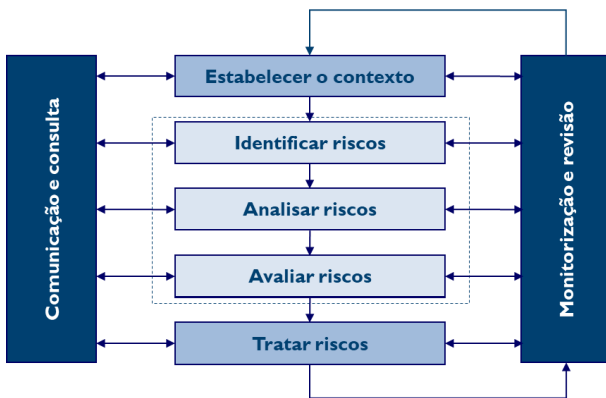 Comunicação e consulta
Estabelecer o contexto
Identificar riscos
Analisar riscos
Avaliar riscos
Tratar riscos
Monitorização e revisão